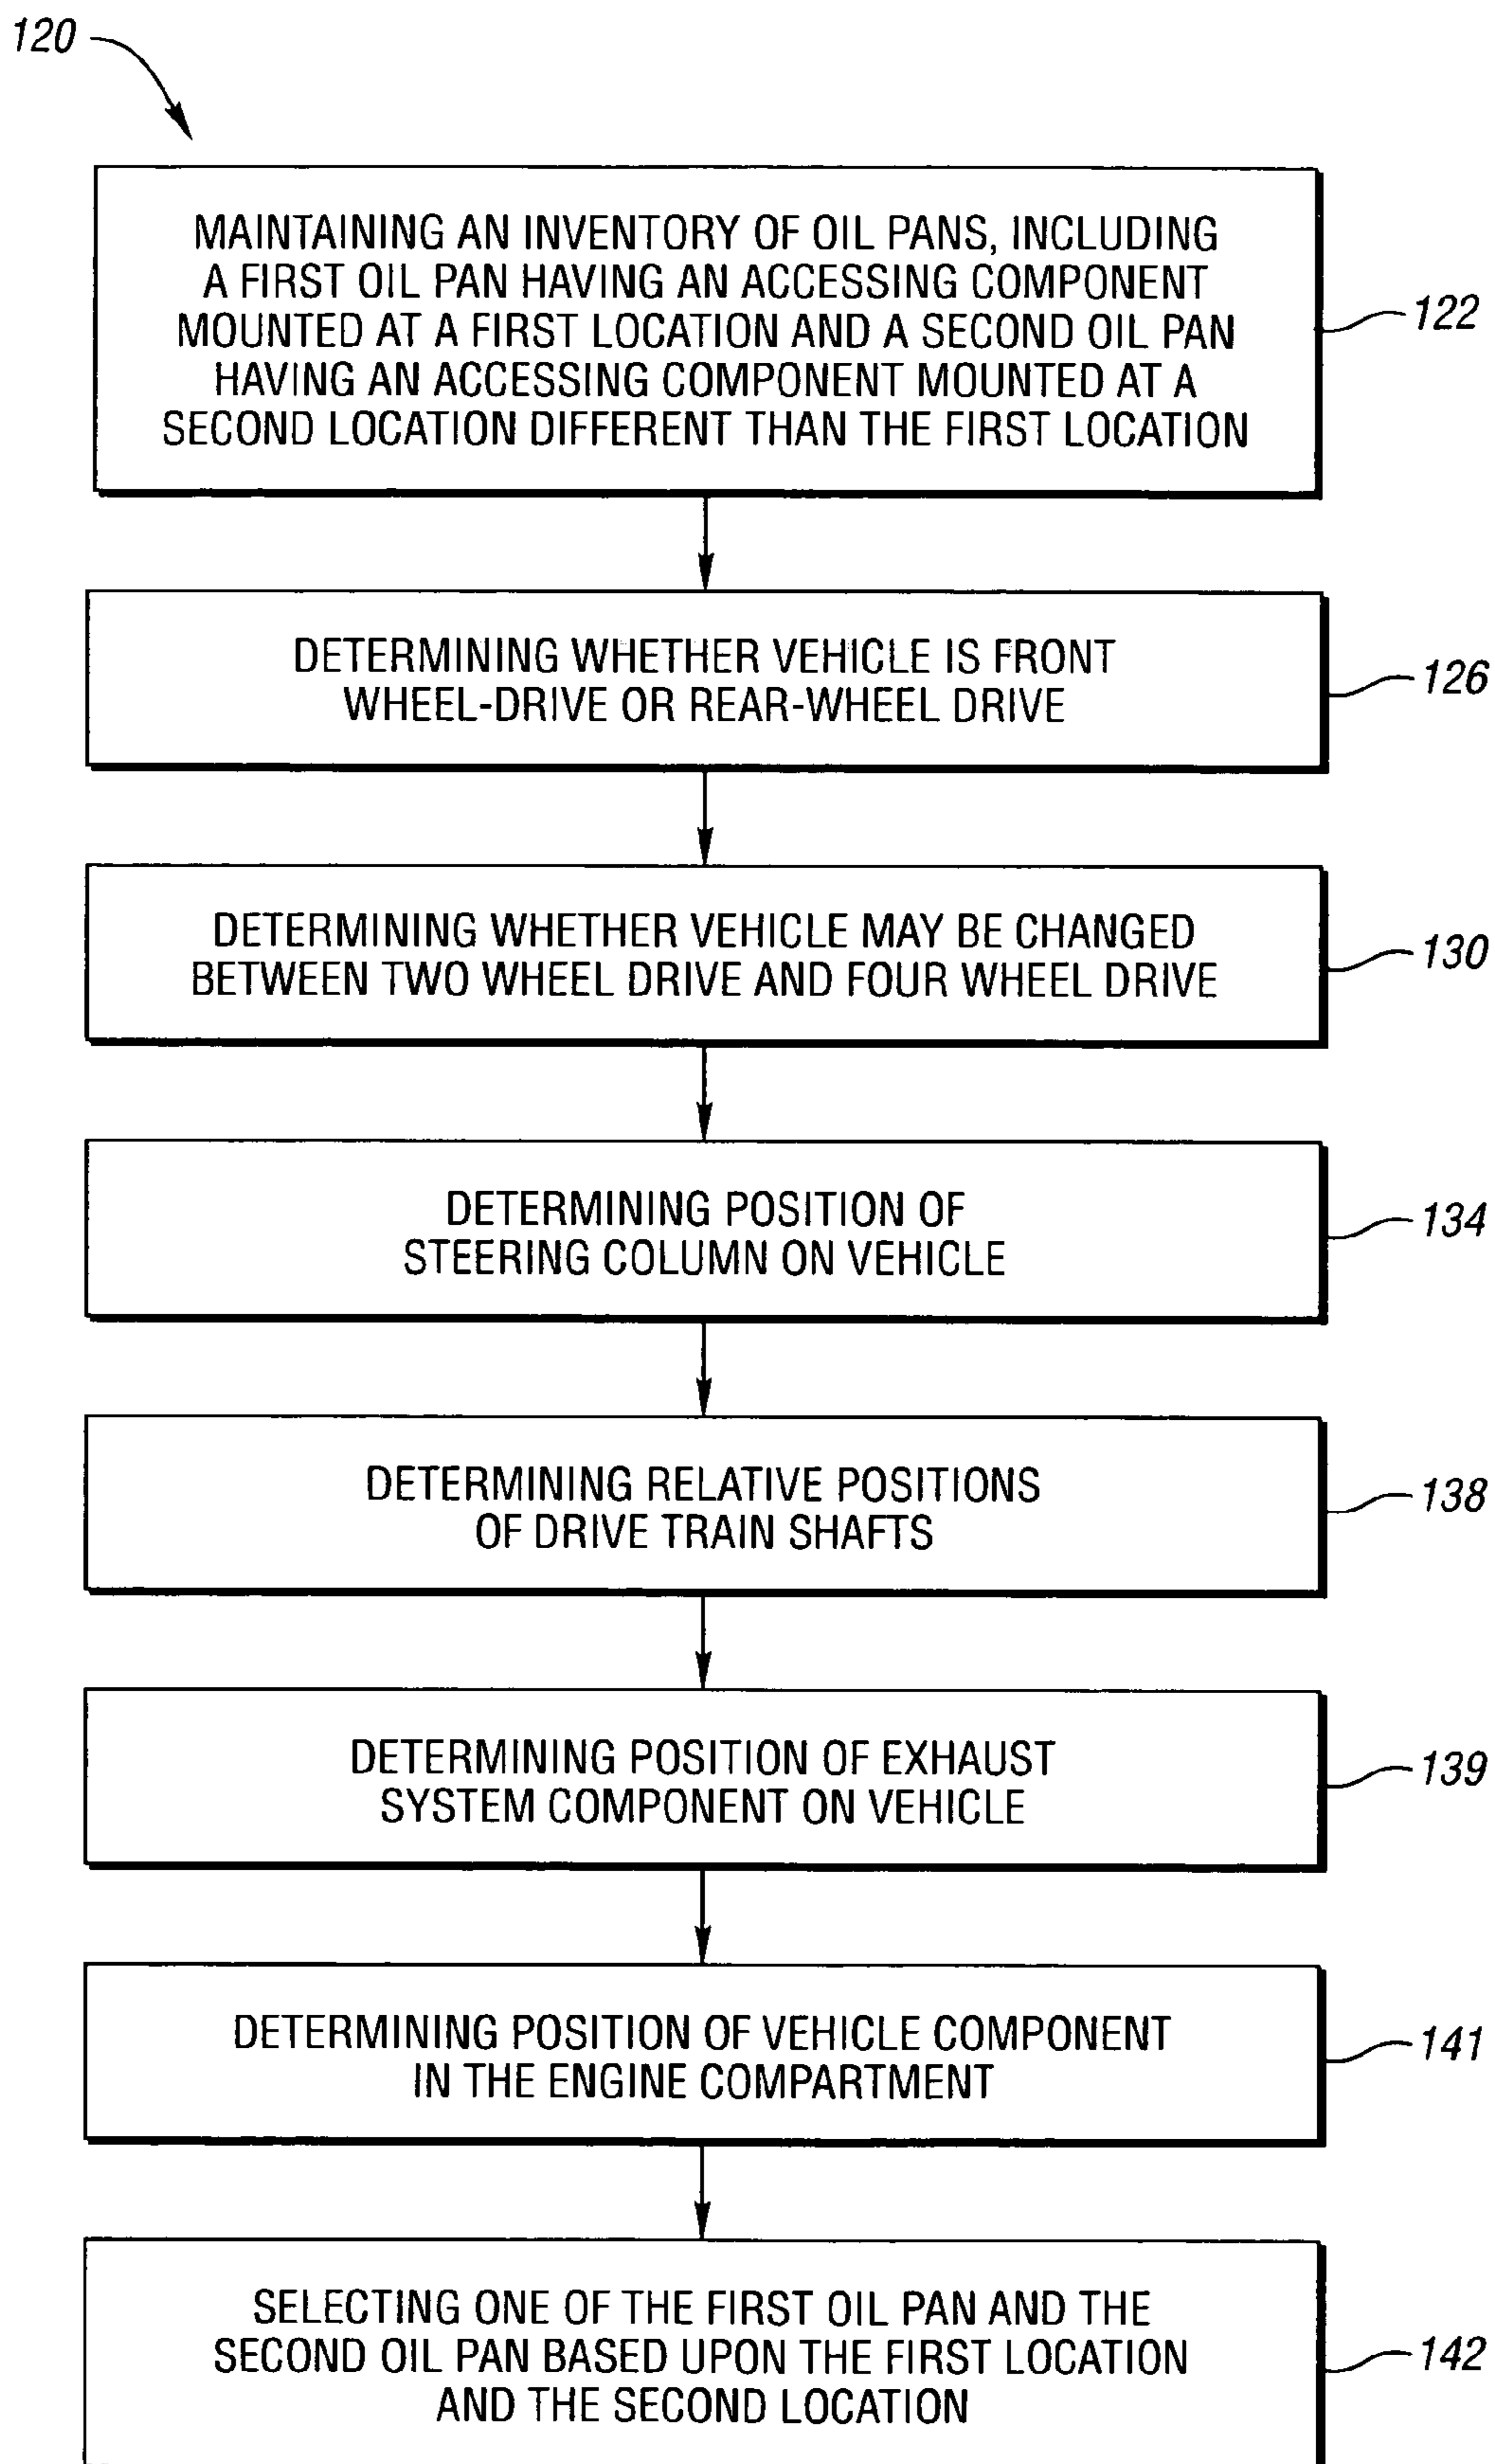 120
MAINTAINING AN INVENTORY OF OIL PANS, INCLUDING
A FIRST OIL PAN HAVING AN ACCESSING COMPONENT
MOUNTED AT A FIRST LOCATION AND A SECOND OIL PAN
HAVING AN ACCESSING COMPONENT MOUNTED AT A
SECOND LOCATION DIFFERENT THAN THE FIRST LOCATION
122
DETERMINING WHETHER VEHICLE IS FRONT
WHEEL-DRIVE OR REAR-WHEEL DRIVE
126
DETERMINING WHETHER VEHICLE MAY BE CHANGED
BETWEEN TWO WHEEL DRIVE AND FOUR WHEEL DRIVE
130
DETERMINING POSITION OF
STEERING COLUMN ON VEHICLE
134
DETERMINING RELATIVE POSITIONS
OF DRIVE TRAIN SHAFTS
138
DETERMINING POSITION OF EXHAUST
SYSTEM COMPONENT ON VEHICLE
139
DETERMINING POSITION OF VEHICLE COMPONENT
IN THE ENGINE COMPARTMENT
141
SELECTING ONE OF THE FIRST OIL PAN AND THE
SECOND OIL PAN BASED UPON THE FIRST LOCATION
AND THE SECOND LOCATION
142